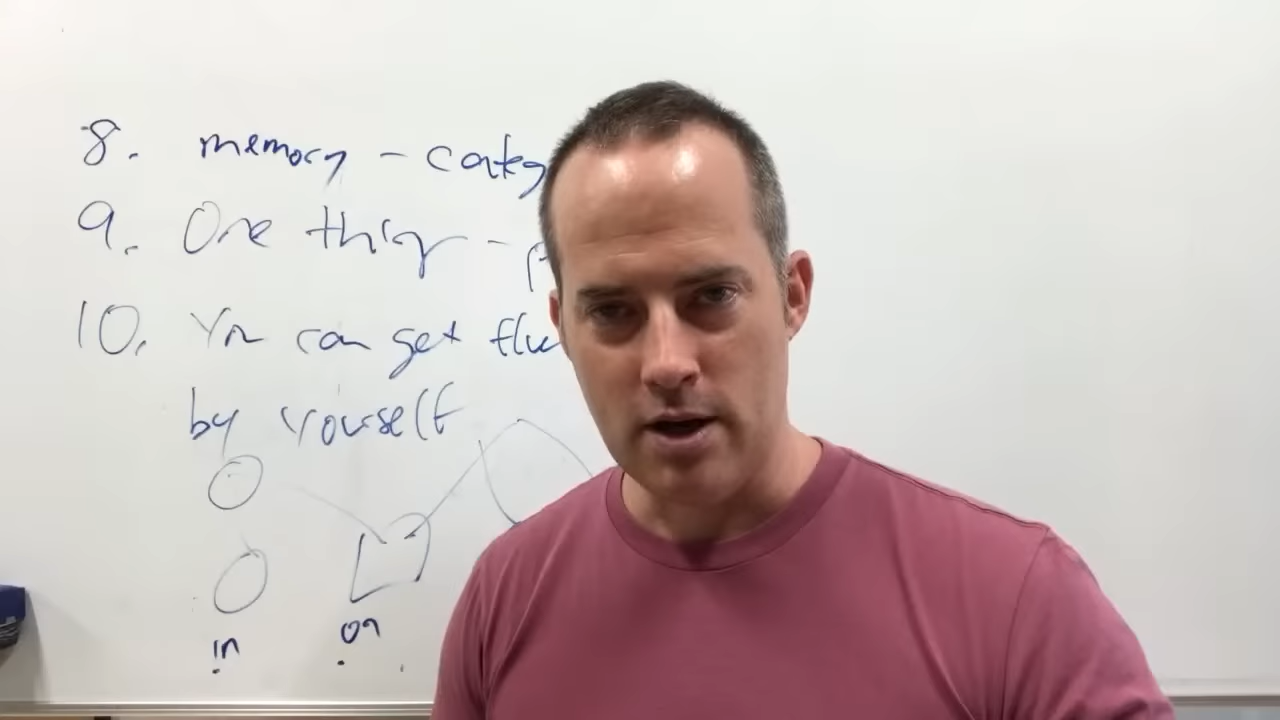 8. memory - categ
9. One thing - p
10. You can get flu
by yourself
in
on